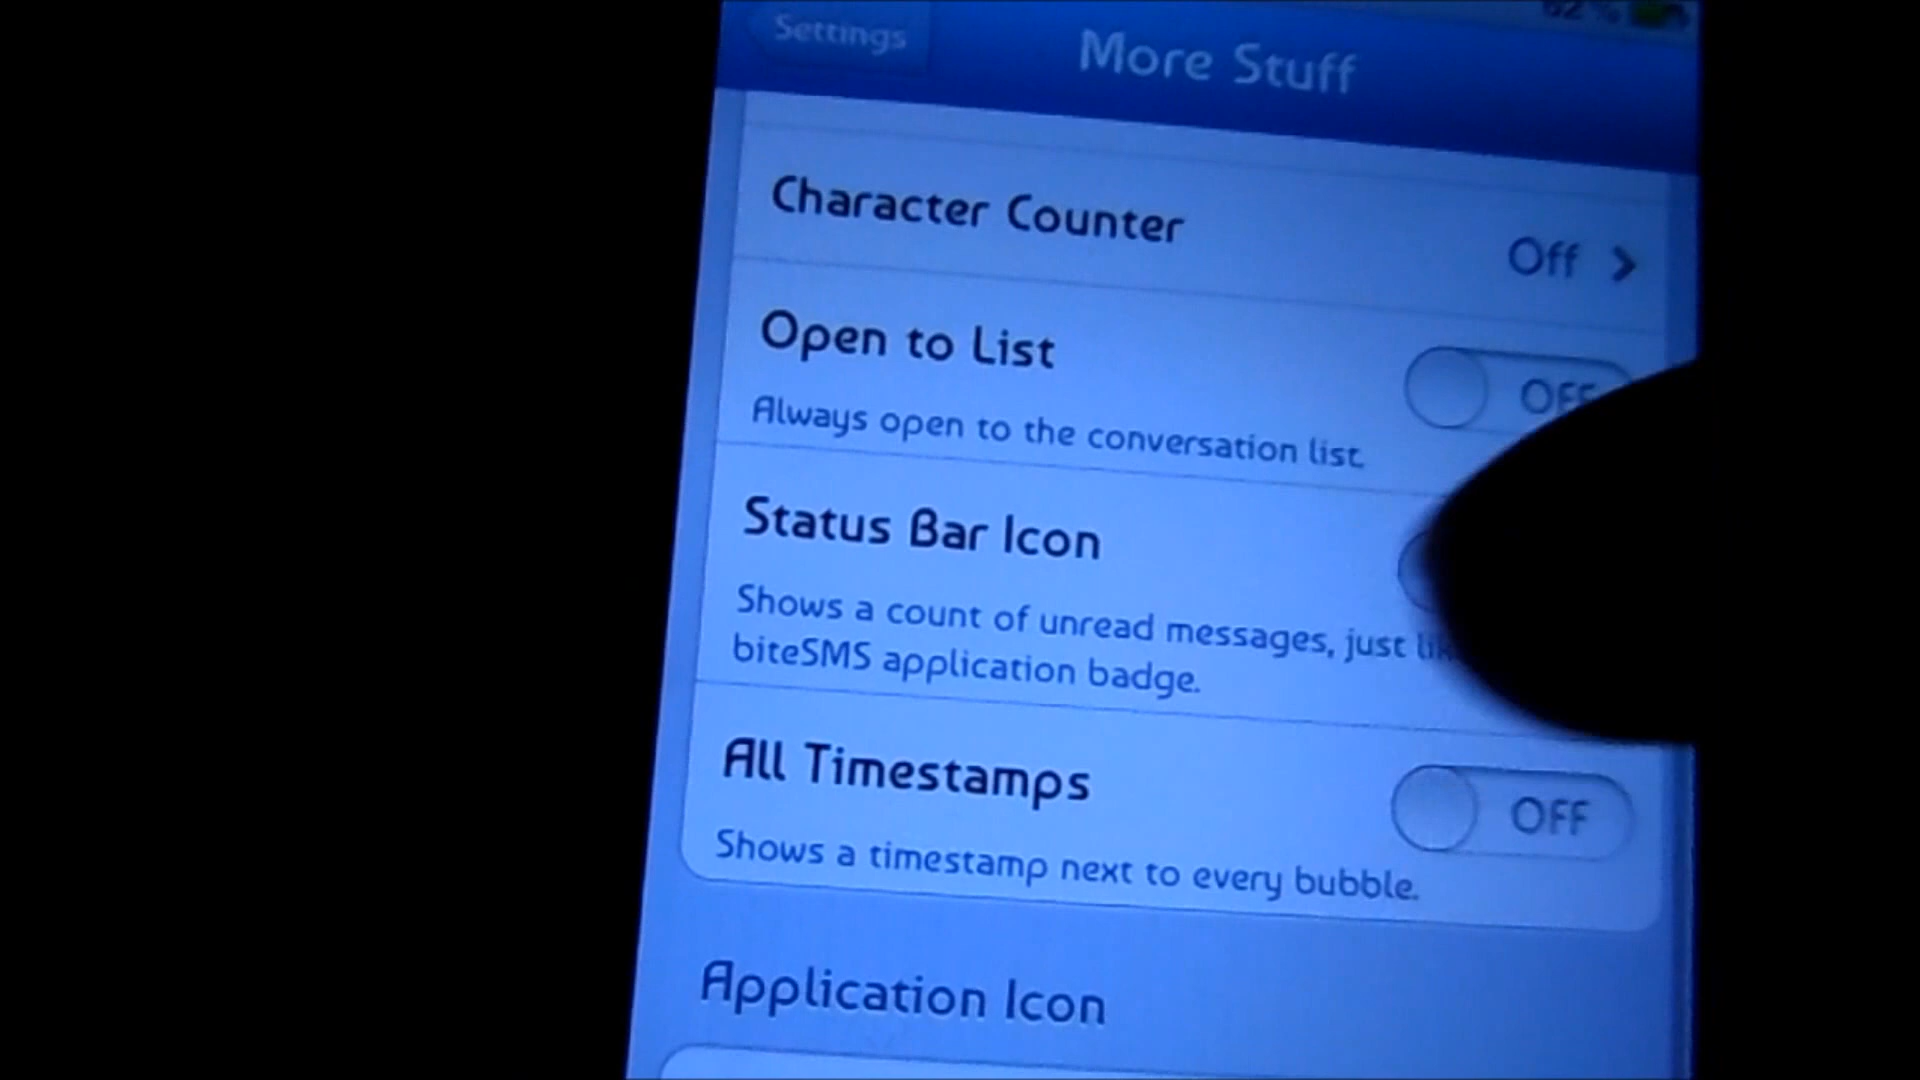 62%
Settings
More Stuff
Character Counter
Off
Open to List
OFF
Always open to the conversation list.
Status Bar Icon
Shows a count of unread messages, just
biteSMS application badge.
All Timestamps
OFF
Shows a timestamp next to every bubble.
Application Icon